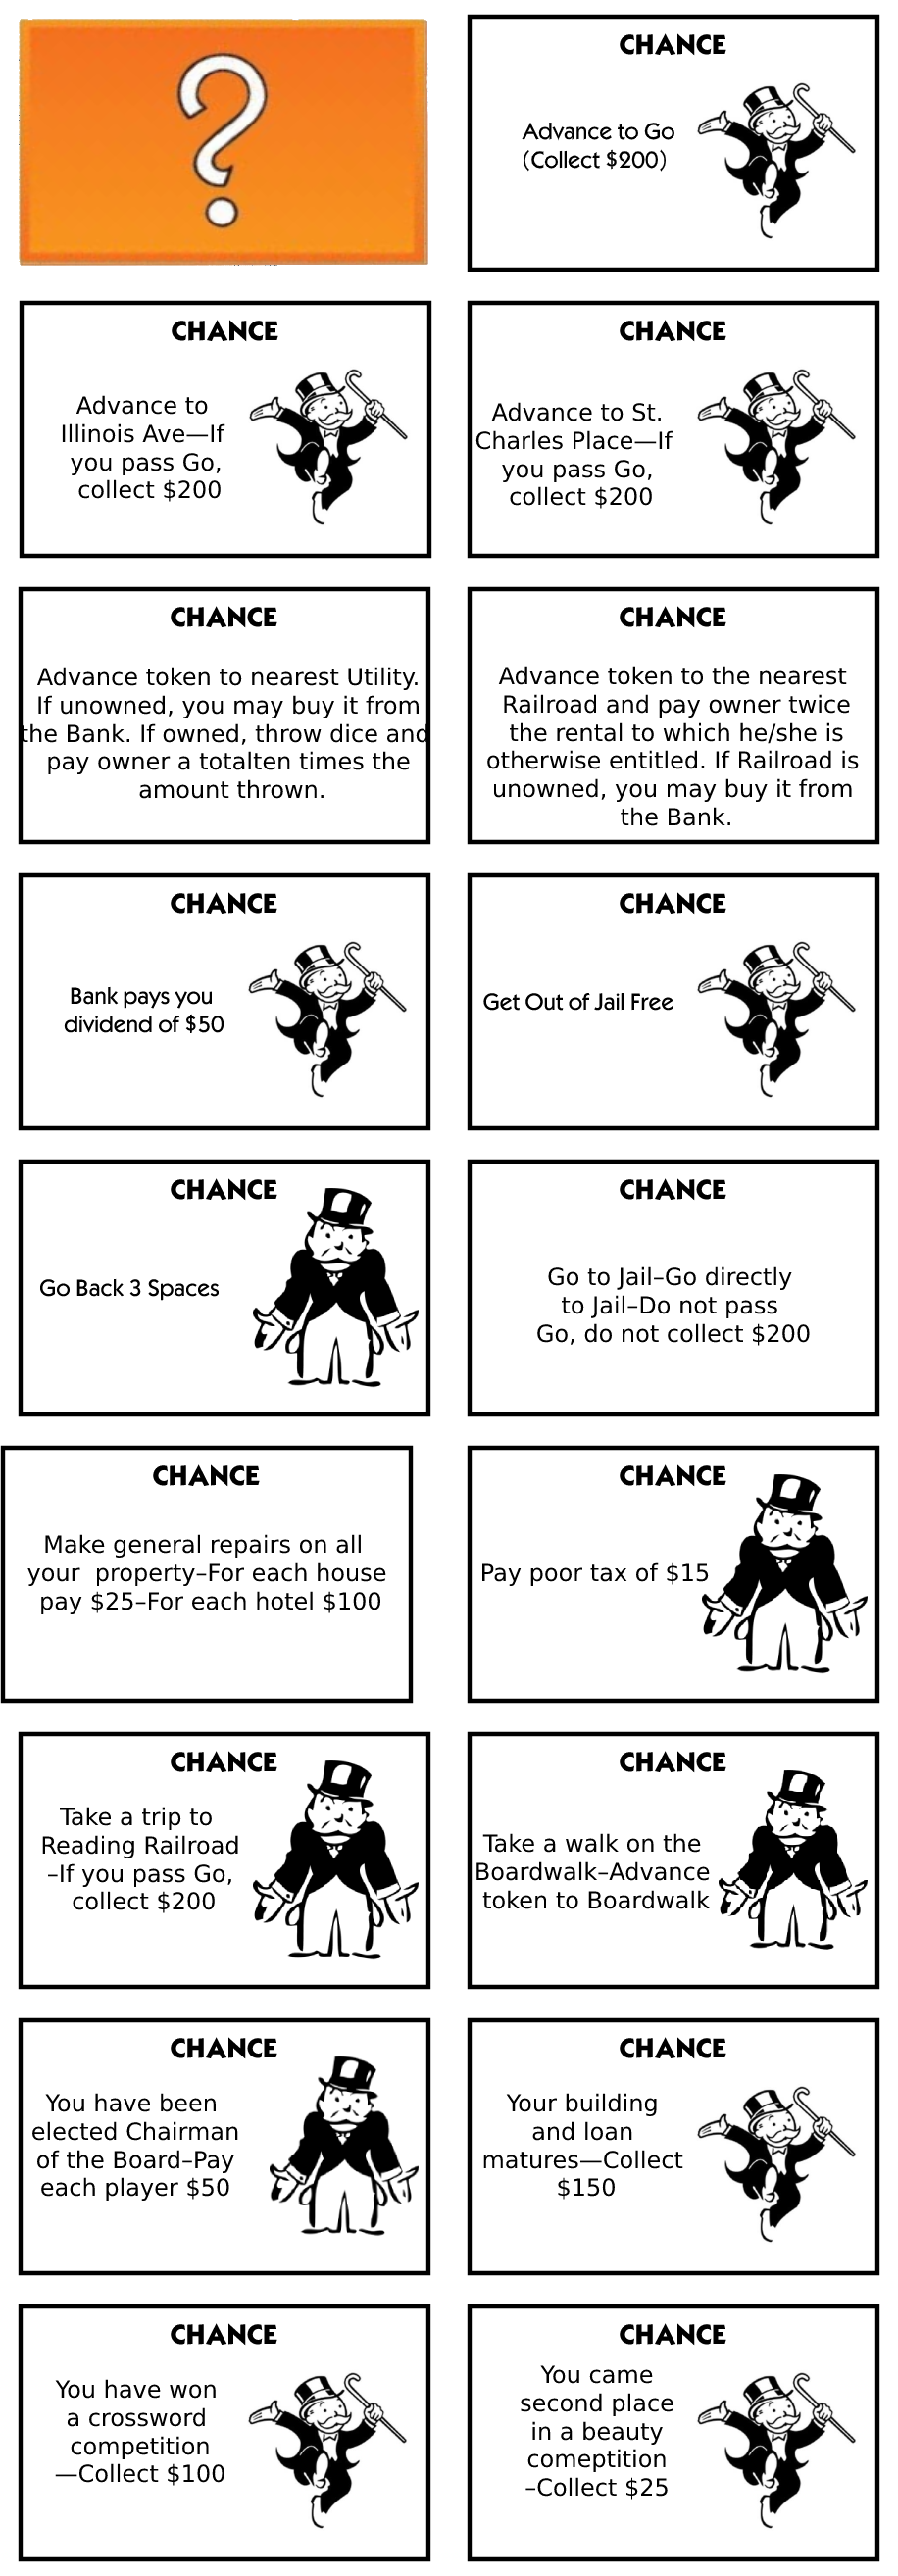 ?
CHANCE
Advance to Go
(Collect $200)
CHANCE
Advance to
Illinois Ave—If
you pass Go,
collect $200
CHANCE
Advance to St.
Charles Place—If
you pass Go,
collect $200
CHANCE
Advance token to nearest Utility.
If unowned, you may buy it from
the Bank. If owned, throw dice and
pay owner a totalten times the
amount thrown.
CHANCE
Advance token to the nearest
Railroad and pay owner twice
the rental to which he/she is
otherwise entitled. If Railroad is
unowned, you may buy it from
the Bank.
CHANCE
Bank pays you
dividend of $50
CHANCE
Get Out of Jail Free
CHANCE
Go Back 3 Spaces
CHANCE
Go to Jail–Go directly
to Jail–Do not pass
Go, do not collect $200
CHANCE
Make general repairs on all
your  property–For each house
pay $25–For each hotel $100
CHANCE
Pay poor tax of $15
CHANCE
Take a trip to
Reading Railroad
–If you pass Go,
collect $200
CHANCE
Take a walk on the
Boardwalk–Advance
token to Boardwalk
CHANCE
You have been
elected Chairman
of the Board–Pay
each player $50
CHANCE
Your building
and loan
matures—Collect
$150
CHANCE
You have won
a crossword
competition
—Collect $100
CHANCE
You came
second place
in a beauty
comeptition
–Collect $25